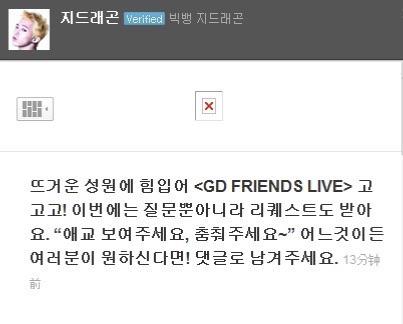 지드래곤 Verified 빅뱅 지드래곤
뜨거운 성원에 힘입어 <GD FRIENDS LIVE> 고
고고! 이번에는 질문뿐아니라 리퀘스트도 받아
요. “애교 보여주세요, 춤춰주세요~” 어느것이든
여러분이 원하신다면! 댓글로 남겨주세요. 13分钟
前